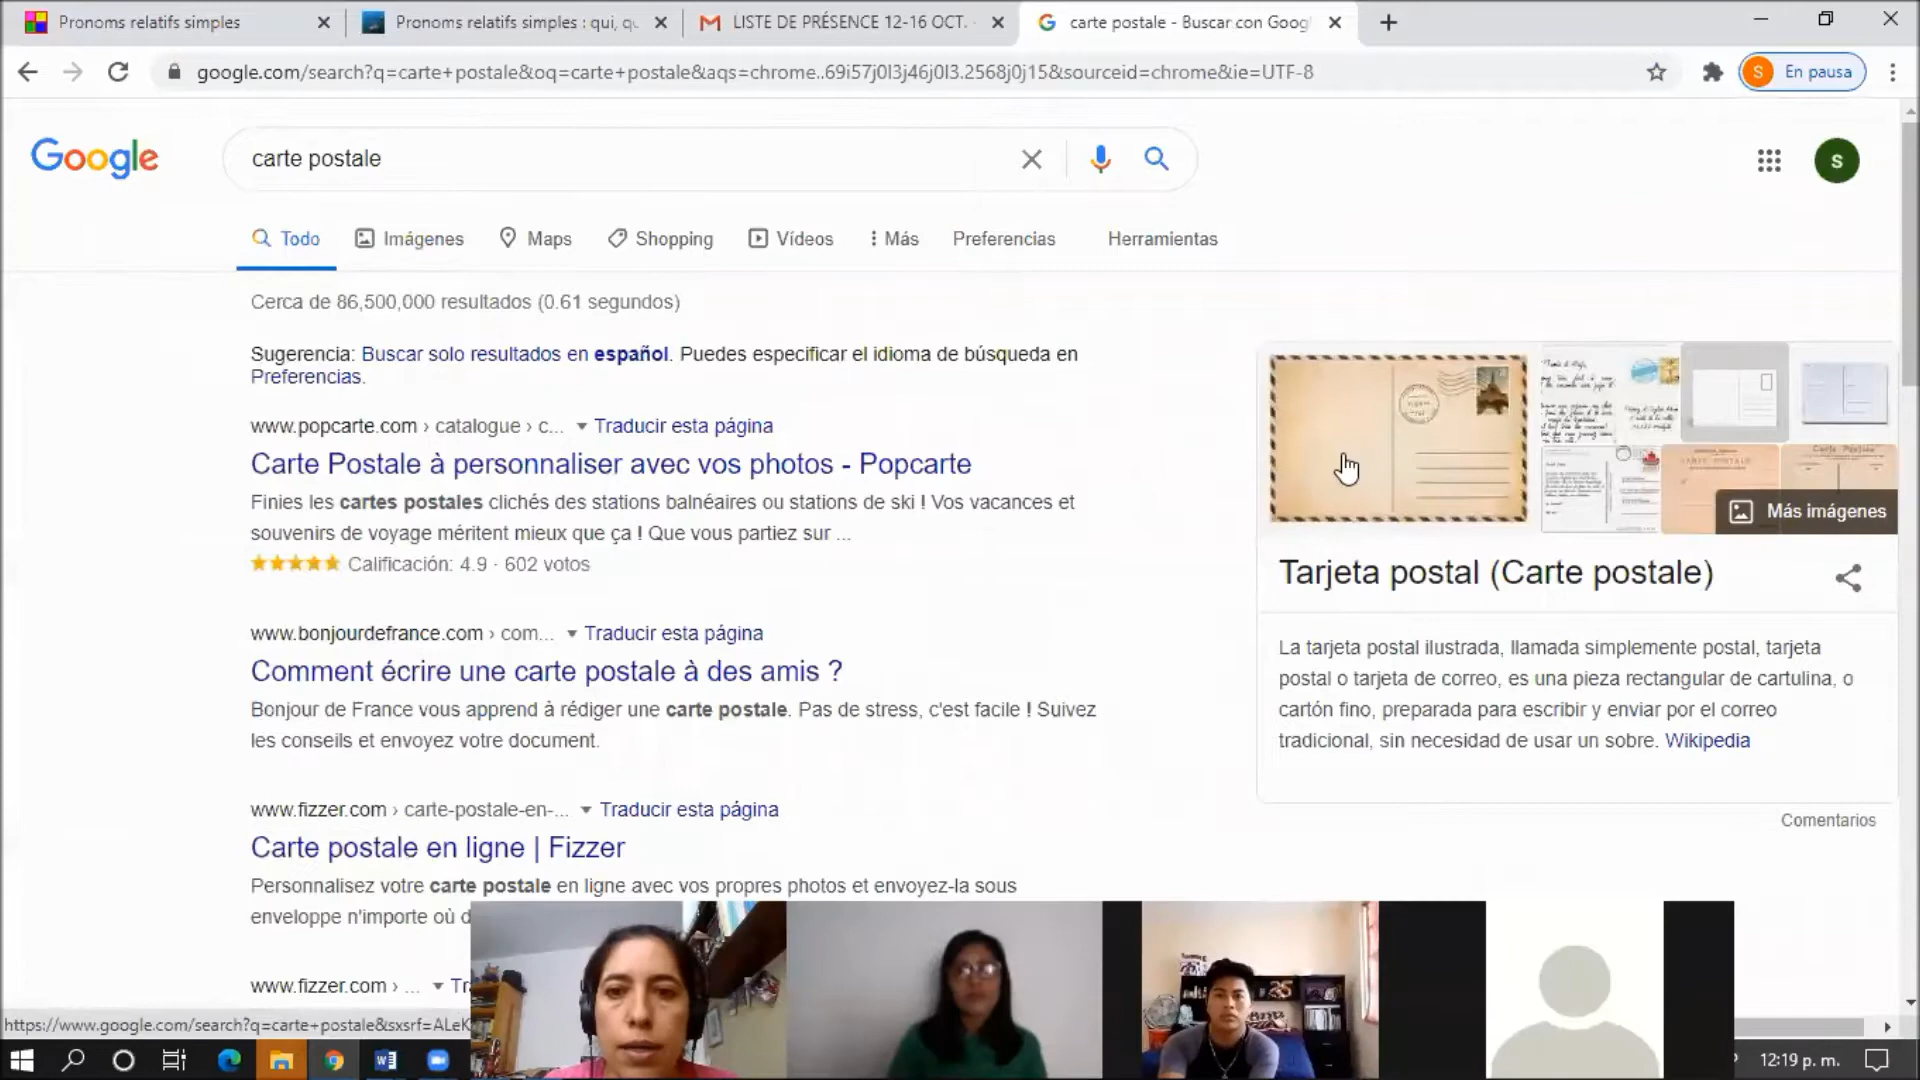 Pronoms relatifs simples
Pronoms relatifs simples : qui, qu
LISTE DE PRÉSENCE 12-16 OCT.
carte postale - Buscar con Goog
google.com/search?q=carte+postale&oq=carte+postale&aqs=chrome..69i57j0l3j46j0l3.2568j0j15&sourceid=chrome&ie=UTF-8
S En pausa
Google
carte postale
S
Todo Imágenes Maps Shopping Vídeos Más Preferencias Herramientas
Cerca de 86,500,000 resultados (0.61 segundos)
Sugerencia: Buscar solo resultados en español. Puedes especificar el idioma de búsqueda en
Preferencias.
www.popcarte.com › catalogue › c... Traducir esta página
Carte Postale à personnaliser avec vos photos - Popcarte
Finies les cartes postales clichés des stations balnéaires ou stations de ski ! Vos vacances et
souvenirs de voyage méritent mieux que ça ! Que vous partiez sur ...
Calificación: 4.9 · 602 votos
www.bonjourdefrance.com › com... Traducir esta página
Comment écrire une carte postale à des amis ?
Bonjour de France vous apprend à rédiger une carte postale. Pas de stress, c'est facile ! Suivez
les conseils et envoyez votre document.
www.fizzer.com › carte-postale-en-... Traducir esta página
Carte postale en ligne | Fizzer
Personnalisez votre carte postale en ligne avec vos propres photos et envoyez-la sous
enveloppe n'importe où d
www.fizzer.com › ... Tr
Carte Postale
Más imágenes
Tarjeta postal (Carte postale)
La tarjeta postal ilustrada, llamada simplemente postal, tarjeta
postal o tarjeta de correo, es una pieza rectangular de cartulina, o
cartón fino, preparada para escribir y enviar por el correo
tradicional, sin necesidad de usar un sobre. Wikipedia
Comentarios
https://www.google.com/search?q=carte+postale&sxsrf=ALeK
12:19 p. m.